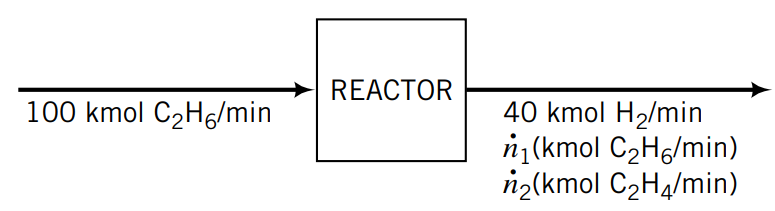 REACTOR
100 kmol C₂H₆/min
40 kmol H₂/min
ṅ₁(kmol C₂H₆/min)
ṅ₂(kmol C₂H₄/min)